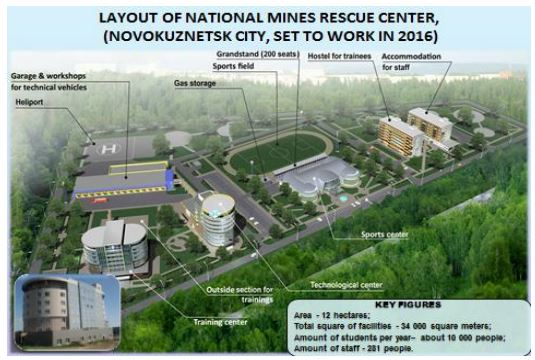 LAYOUT OF NATIONAL MINES RESCUE CENTER,
(NOVOKUZNETSK CITY, SET TO WORK IN 2016)
Grandstand (200 seats)
Sports field
Hostel for trainees
Accommodation
for staff
Garage & workshops
for technical vehicles
Gas storage
Heliport
H
Sports center
Outside section for
trainings
Technological center
Training center
KEY FIGURES
Area - 12 hectares;
Total square of facilities - 34 000 square meters;
Amount of students per year– about 10 000 people;
Amount of staff - 281 people.